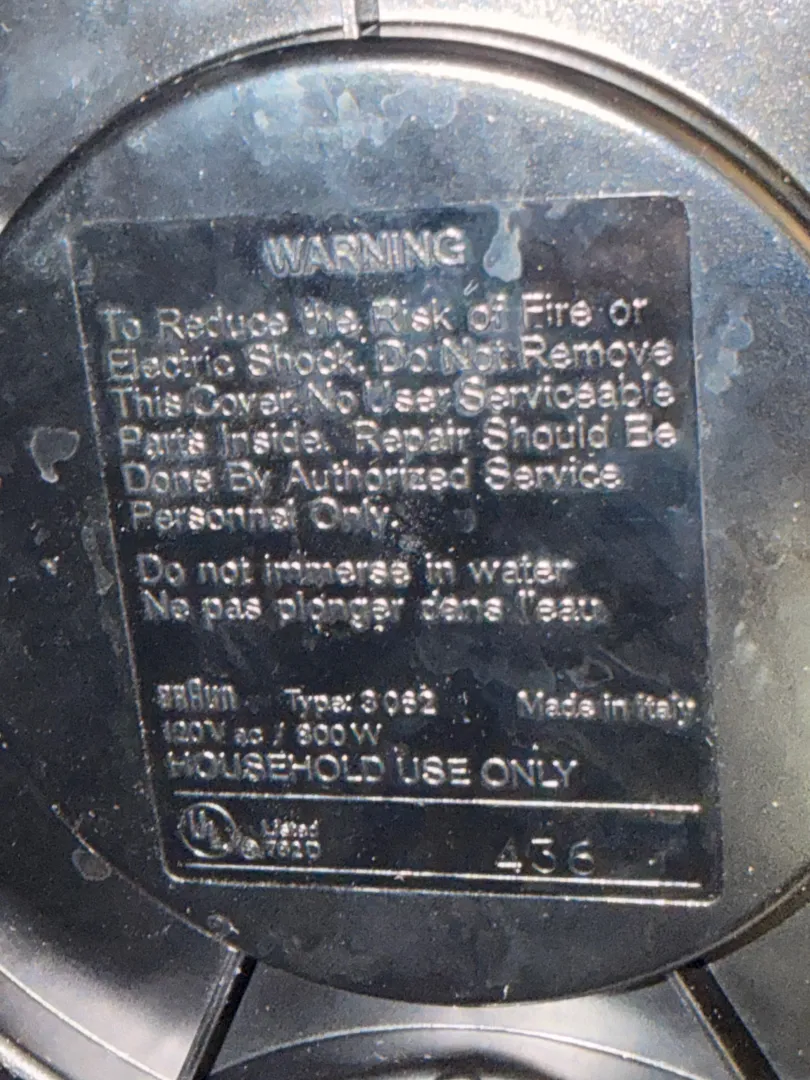 WARNING
To Reduce the Risk of Fire or
Electric Shock. Do Not Remove
This Cover. No User Serviceable
Parts Inside. Repair Should Be
Done By Authorized Service
Personnel Only.
Do not immerse in water
Ne pas plonger dans l'eau
BRAUN Type: 3 062 Made in Italy
120V ac / 800W
HOUSEHOLD USE ONLY
UL Listed
436